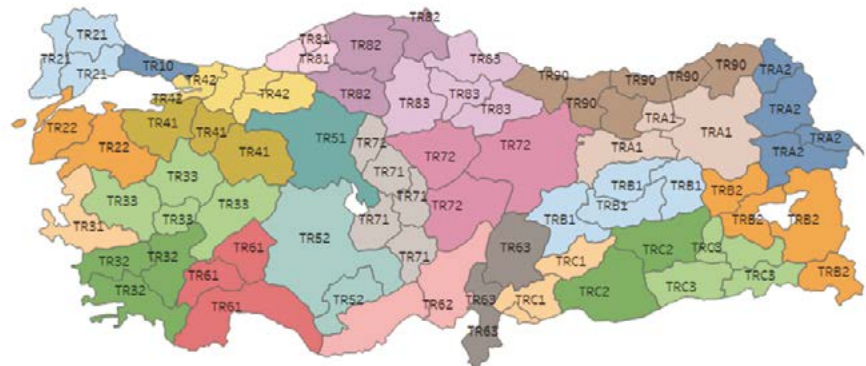 TR82
TR21
TR81
TR82
TR63
TR21
TR10
TR81
TR21
TR42
TR82
TR42
TR83
TR83
TR83
TR90
TR90
TR90
TR90
TR90
TRA2
TRA2
TRA2
TRA2
TR42
TR22
TR41
TR41
TR51
TR72
TRA1
TRA1
TR22
TR41
TR72
TR72
TRA1
TR33
TR71
TRB1
TRB1
TRB2
TR33
TR33
TR71
TRB1
TR33
TR31
TR71
TR72
TRB1
TRB2
TRB2
TR52
TR61
TR63
TRC2
TRC3
TR32
TR32
TR71
TRC1
TR61
TRC3
TRB2
TR32
TR52
TR62
TR63
TRC1
TRC2
TRC3
TR61
TR63